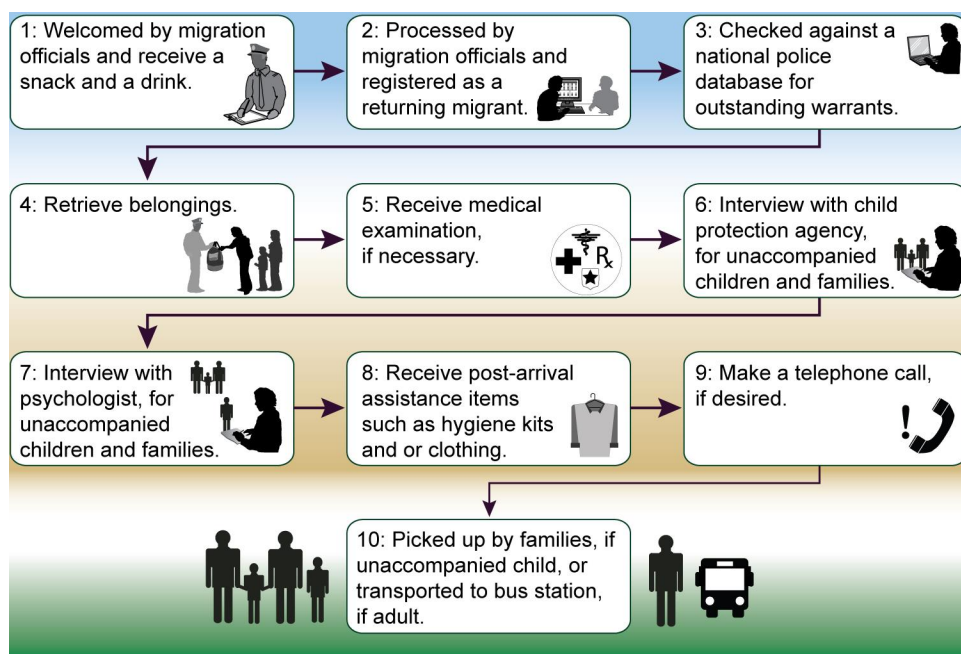 1: Welcomed by migration
officials and receive a
snack and a drink.
2: Processed by
migration officials and
registered as a
returning migrant.
3: Checked against a
national police
database for
outstanding warrants.
4: Retrieve belongings.
5: Receive medical
examination,
if necessary.
Rx
6: Interview with child
protection agency,
for unaccompanied
children and families.
7: Interview with
psychologist, for
unaccompanied
children and families.
8: Receive post-arrival
assistance items
such as hygiene kits
and or clothing.
9: Make a telephone call,
if desired.
!
10: Picked up by families, if
unaccompanied child, or
transported to bus station,
if adult.